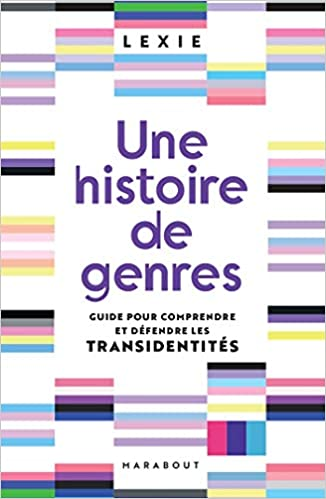 LEXIE
Une
histoire
de
genres
GUIDE POUR COMPRENDRE
ET DÉFENDRE LES
TRANSIDENTITÉS
MARABOUT